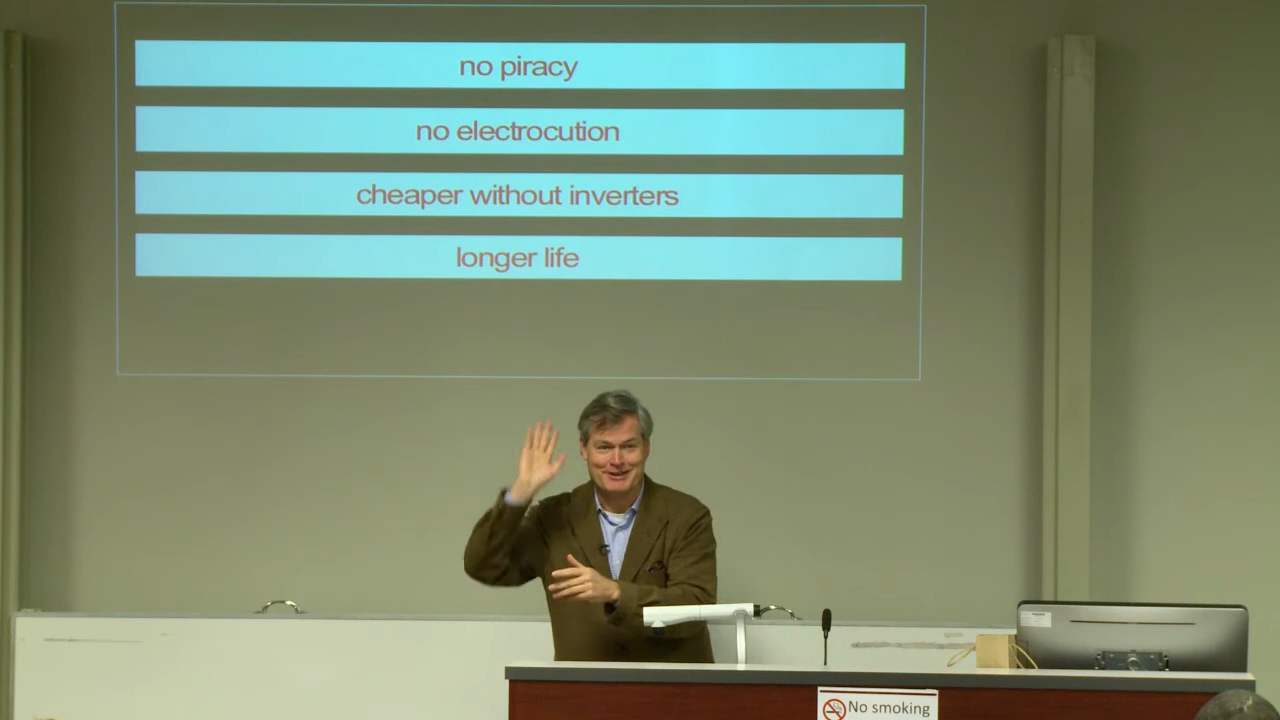 no piracy
no electrocution
cheaper without inverters
longer life
No smoking